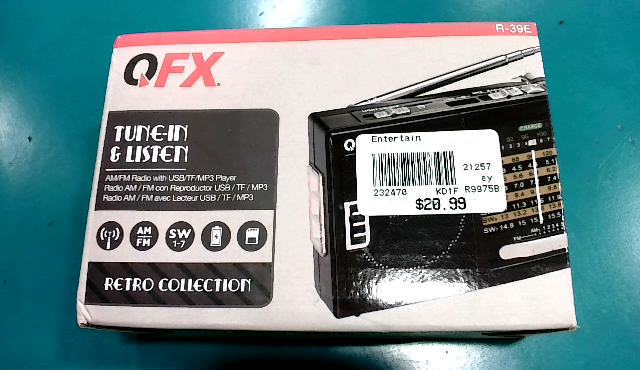 R-39E
QFX
TUNE-IN
& LISTEN
AM/FM Radio with USB/TF/MP3 Player
Radio AM / FM con Reproductor USB / TF / MP3
Radio AM / FM avec Lecteur USB / TF / MP3
AM
FM
SW
1-7
RETRO COLLECTION
Entertain
21257
ey
232470 KD1F R9975B
$20.99
CHARGE